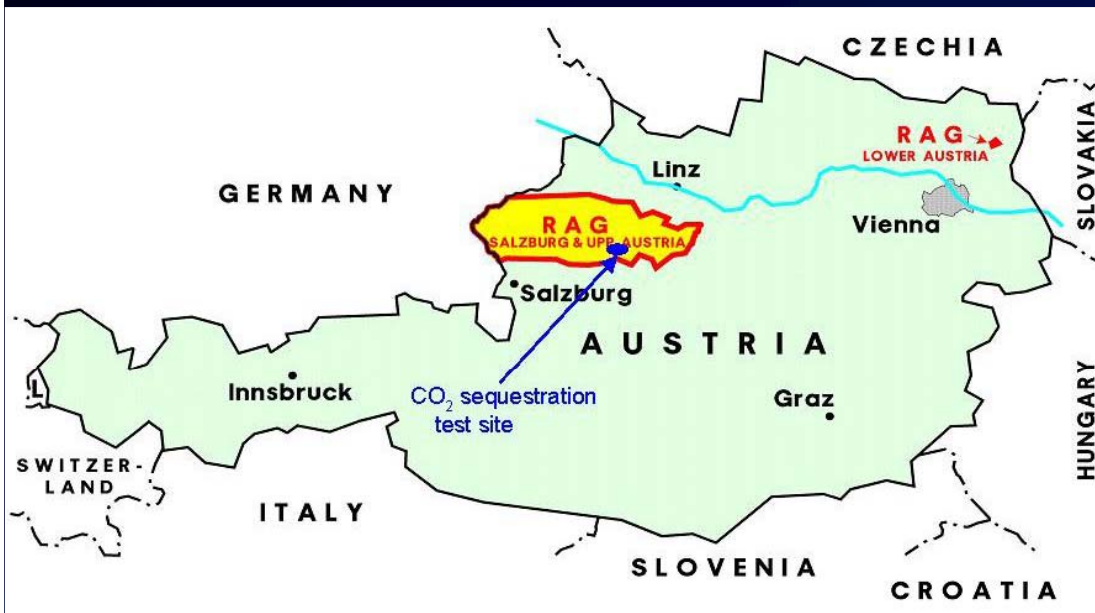 CZECHIA
SLOVAKIA
RAG
LOWER AUSTRIA
Linz
GERMANY
Vienna
RAG
SALZBURG & UPP. AUSTRIA
Salzburg
AUSTRIA
HUNGARY
L
Innsbruck
CO₂ sequestration
test site
Graz
SWITZER-
LAND
ITALY
SLOVENIA
CROATIA